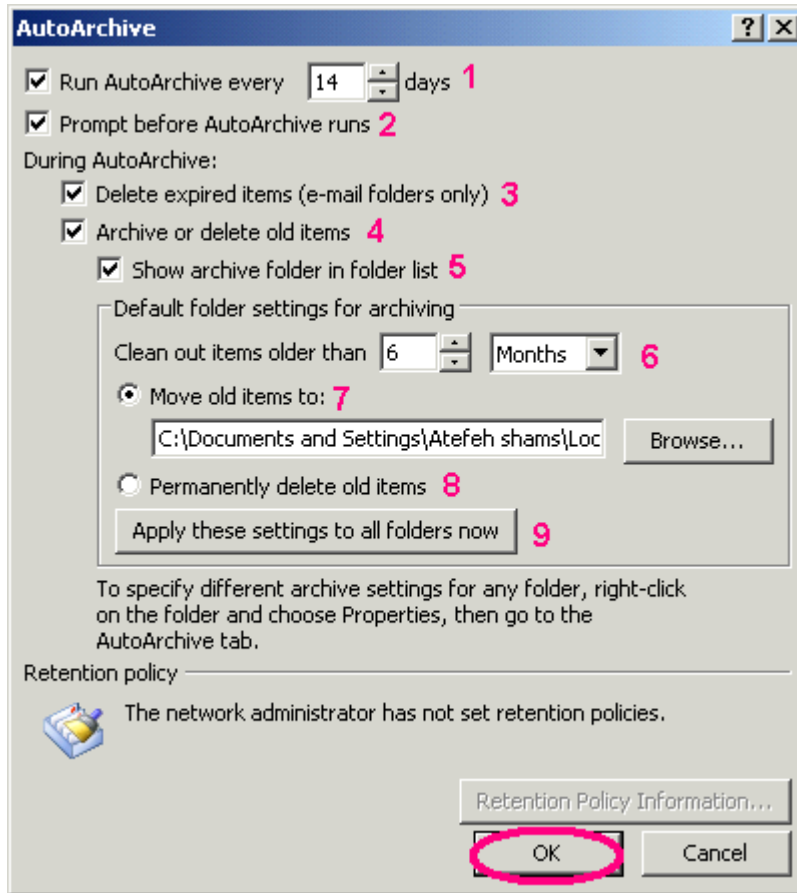 AutoArchive
Run AutoArchive every 14 days 1
Prompt before AutoArchive runs 2
During AutoArchive:
Delete expired items (e-mail folders only) 3
Archive or delete old items 4
Show archive folder in folder list 5
Default folder settings for archiving
Clean out items older than 6 Months 6
Move old items to: 7
C:\Documents and Settings\Atefeh shams\Loc Browse...
Permanently delete old items 8
Apply these settings to all folders now 9
To specify different archive settings for any folder, right-click
on the folder and choose Properties, then go to the
AutoArchive tab.
Retention policy
The network administrator has not set retention policies.
Retention Policy Information...
OK Cancel